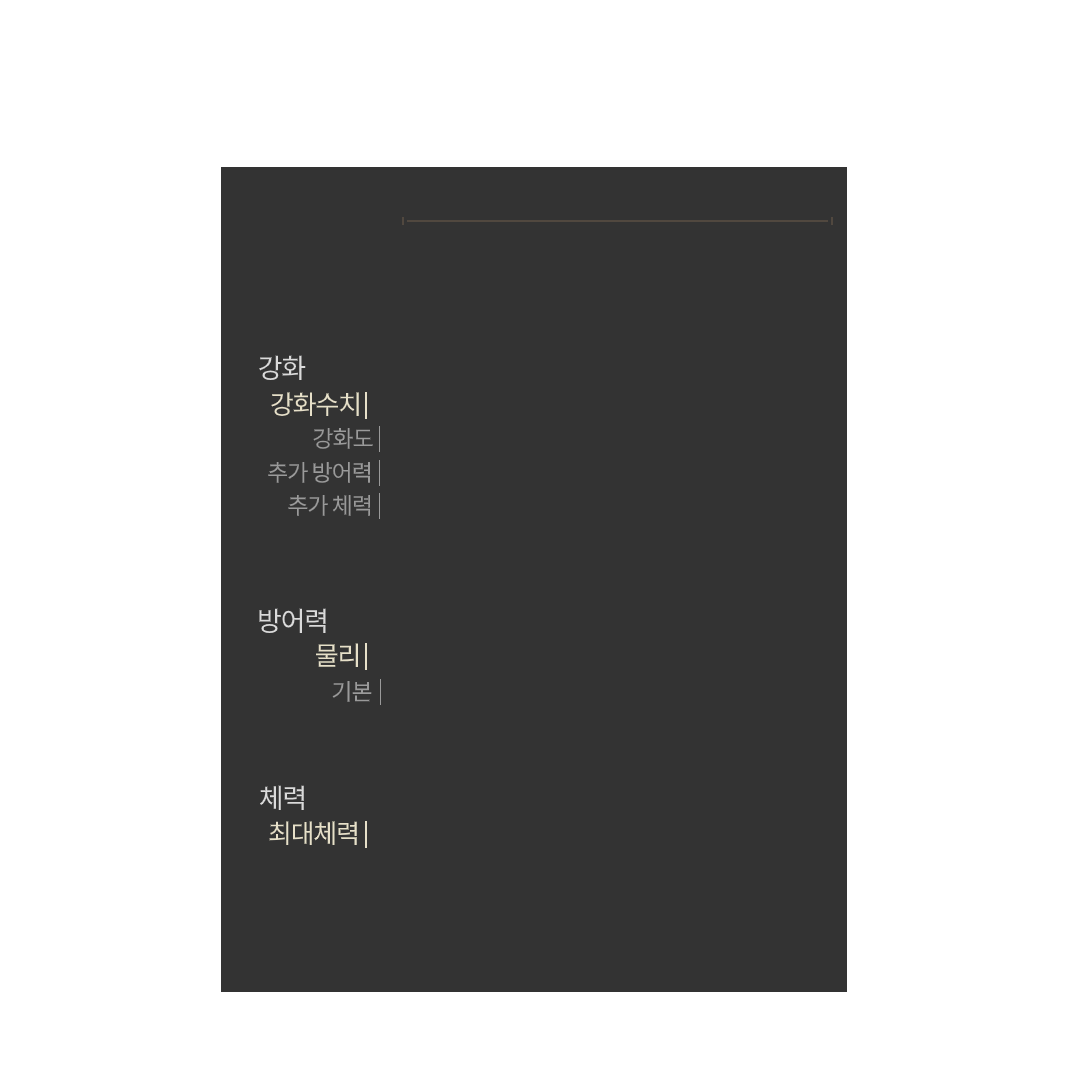 강화
강화수치
강화도
추가 방어력
추가 체력
방어력
물리
기본
체력
최대체력